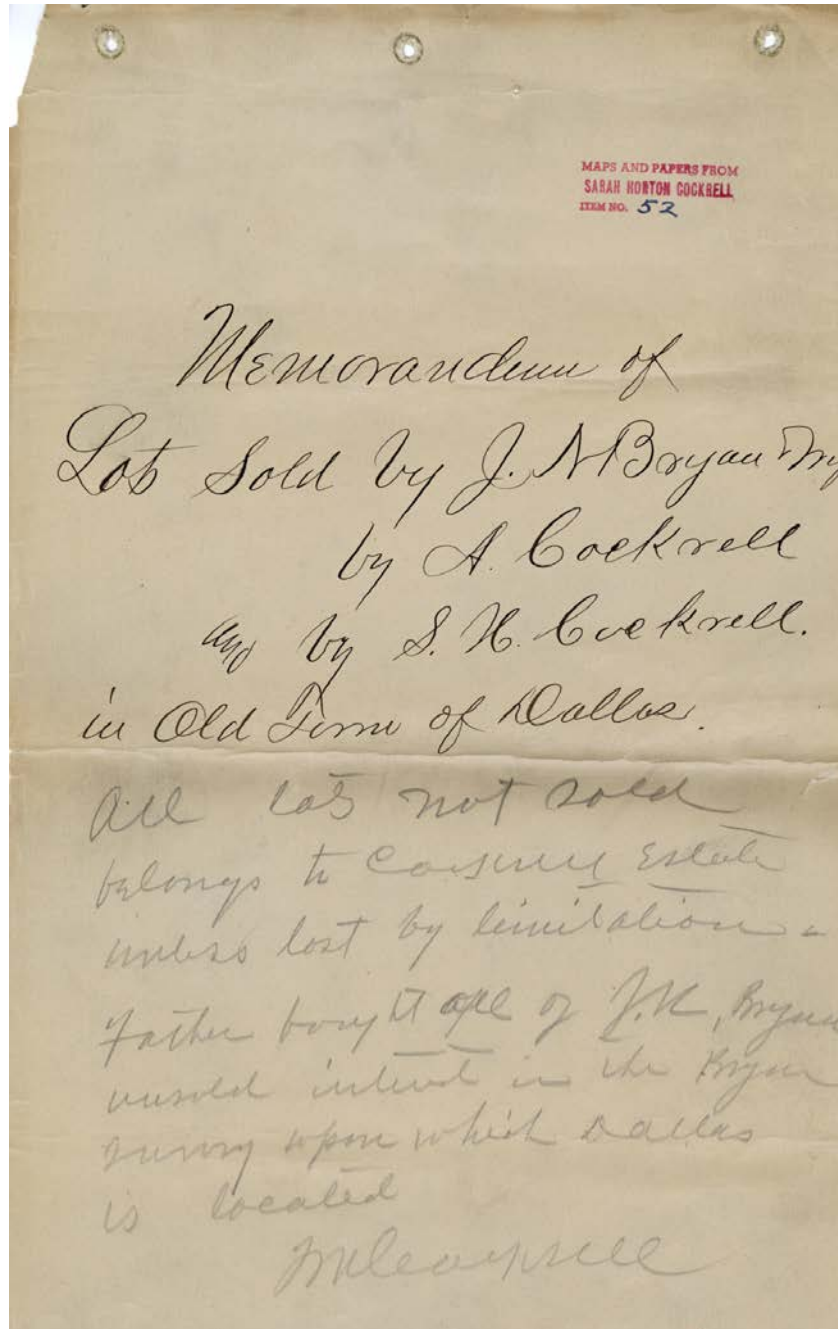 MAPS AND PAPERS FROM
SARAH HORTON COCKRELL
ITEM NO. 52
Memorandum of
Lots Sold by J. N Bryan
by A. Cockrell
and by S. H. Cockrell.
in Old Town of Dallas.
All lots not sold
belongs to Cockrell Estate
unless lost by limitation
Father bought all of J. N. Bryan
unsold interest in the Bryan
survey upon which Dallas
is located